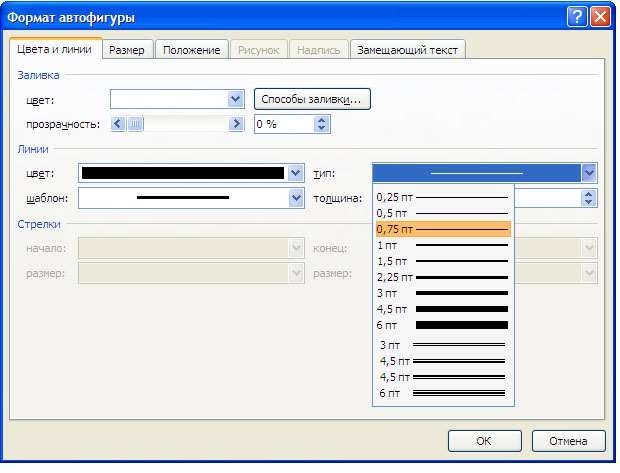 Формат автофигуры
Цвета и линии Размер Положение Рисунок Надпись Замещающий текст
Заливка
цвет: Способы заливки...
прозрачность: 0 %
Линии
цвет: тип:
шаблон: толщина:
0,25 пт
0,5 пт
Стрелки
0,75 пт
начало: конец:
1 пт
1,5 пт
размер: размер:
2,25 пт
3 пт
4,5 пт
6 пт
3 пт
4,5 пт
4,5 пт
6 пт
ОК Отмена